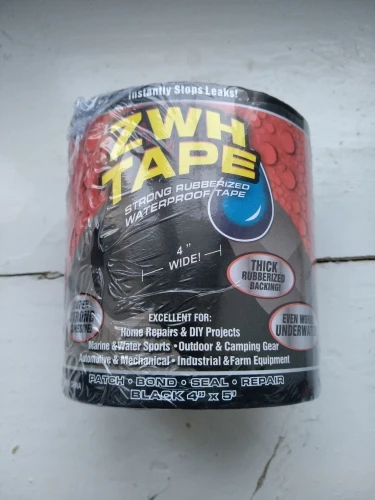 Instantly Stops Leaks!
ZWH
TAPE
STRONG RUBBERIZED
WATERPROOF TAPE
4"
WIDE!
THICK
RUBBERIZED
BACKING!
EVEN
UNDERWATER
EXCELLENT FOR:
Home Repairs & DIY Projects
Marine & Water Sports • Outdoor & Camping Gear
Automotive & Mechanical • Industrial & Farm Equipment
PATCH • BOND • SEAL • REPAIR
BLACK 4" x 5'